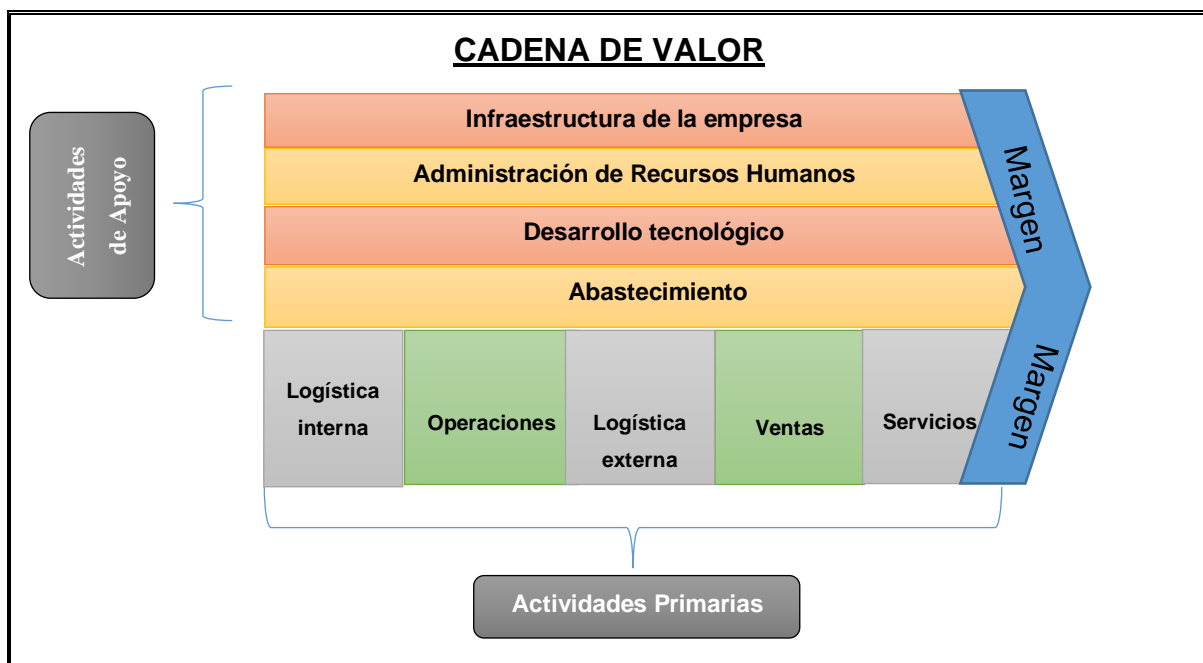 CADENA DE VALOR
Actividades
de Apoyo
Infraestructura de la empresa
Administración de Recursos Humanos
Desarrollo tecnológico
Abastecimiento
Margen
Margen
Logística
interna
Operaciones
Logística
externa
Ventas
Servicios
Actividades Primarias